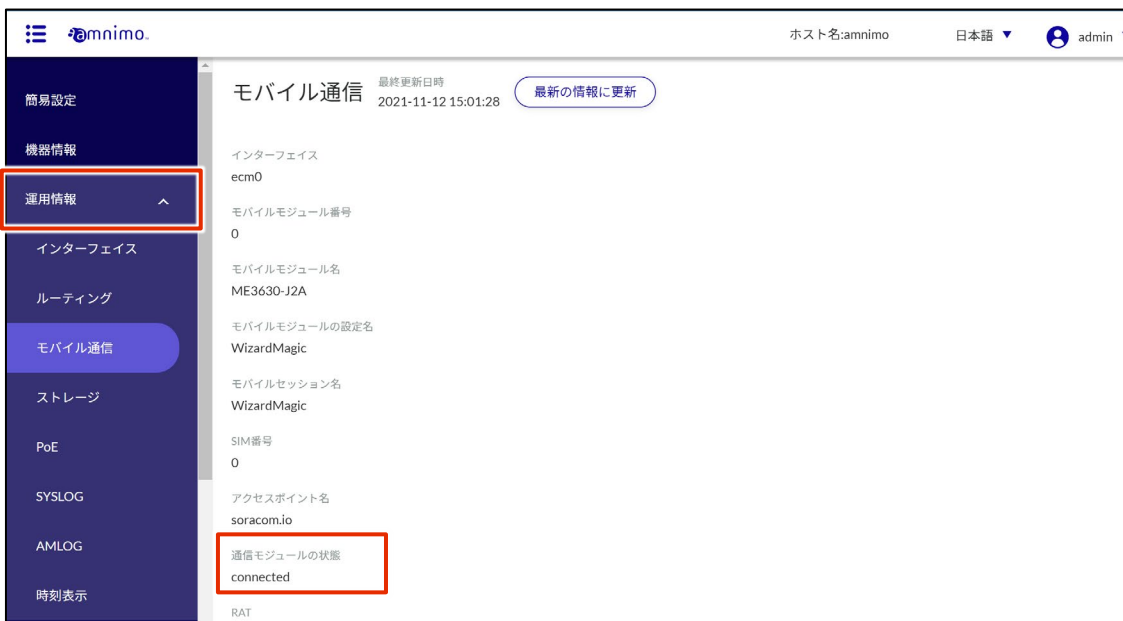 amnimo
ホスト名:amnimo
日本語 ▼
admin
簡易設定
機器情報
運用情報
インターフェイス
ルーティング
モバイル通信
ストレージ
PoE
SYSLOG
AMLOG
時刻表示
モバイル通信
最終更新日時
2021-11-12 15:01:28
最新の情報に更新
インターフェイス
ecm0
モバイルモジュール番号
0
モバイルモジュール名
ME3630-J2A
モバイルモジュールの設定名
WizardMagic
モバイルセッション名
WizardMagic
SIM番号
0
アクセスポイント名
soracom.io
通信モジュールの状態
connected
RAT